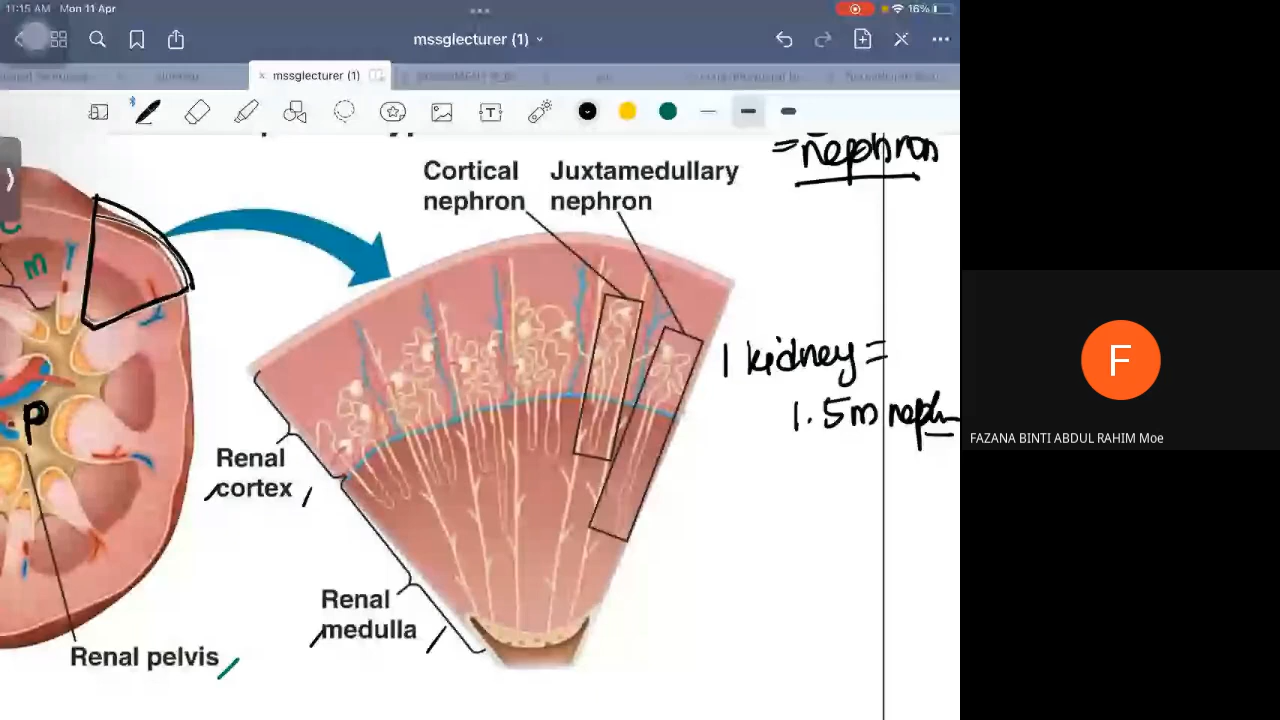 11:15 AM Mon 11 Apr
16%
mssglecturer (1)
mssglecturer (1)
T
=nephron
Cortical nephron
Juxtamedullary nephron
m
1 kidney =
1.5m neph
P
Renal cortex
Renal medulla
Renal pelvis
F
FAZANA BINTI ABDUL RAHIM Moe